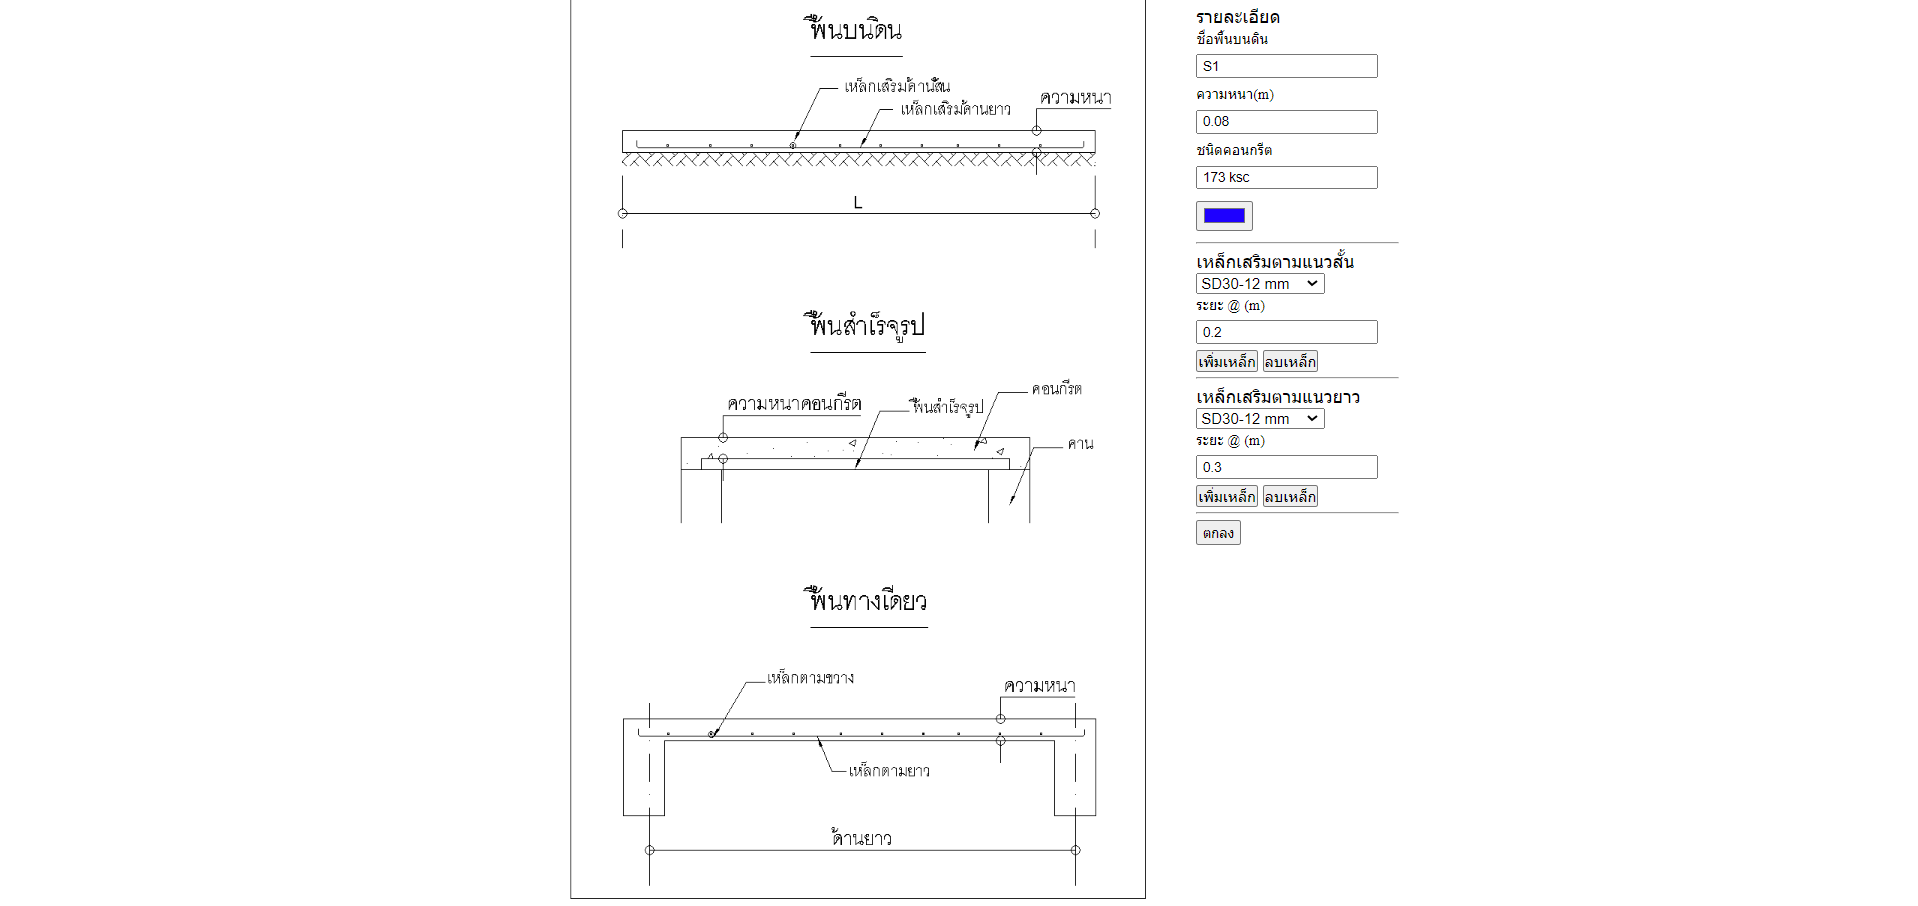 พื้นบนดิน
เหล็กเสริมด้านสั้น
เหล็กเสริมด้านยาว
ความหนา
L
พื้นสำเร็จรูป
คอนกรีต
ความหนาคอนกรีต
พื้นสำเร็จรูป
คาน
พื้นทางเดียว
เหล็กตามขวาง
ความหนา
เหล็กตามยาว
ด้านยาว
รายละเอียด
ชื่อพื้นบนดิน
S1
ความหนา(m)
0.08
ชนิดคอนกรีต
173 ksc
เหล็กเสริมตามแนวสั้น
SD30-12 mm
ระยะ @ (m)
0.2
เพิ่มเหล็ก ลบเหล็ก
เหล็กเสริมตามแนวยาว
SD30-12 mm
ระยะ @ (m)
0.3
เพิ่มเหล็ก ลบเหล็ก
ตกลง